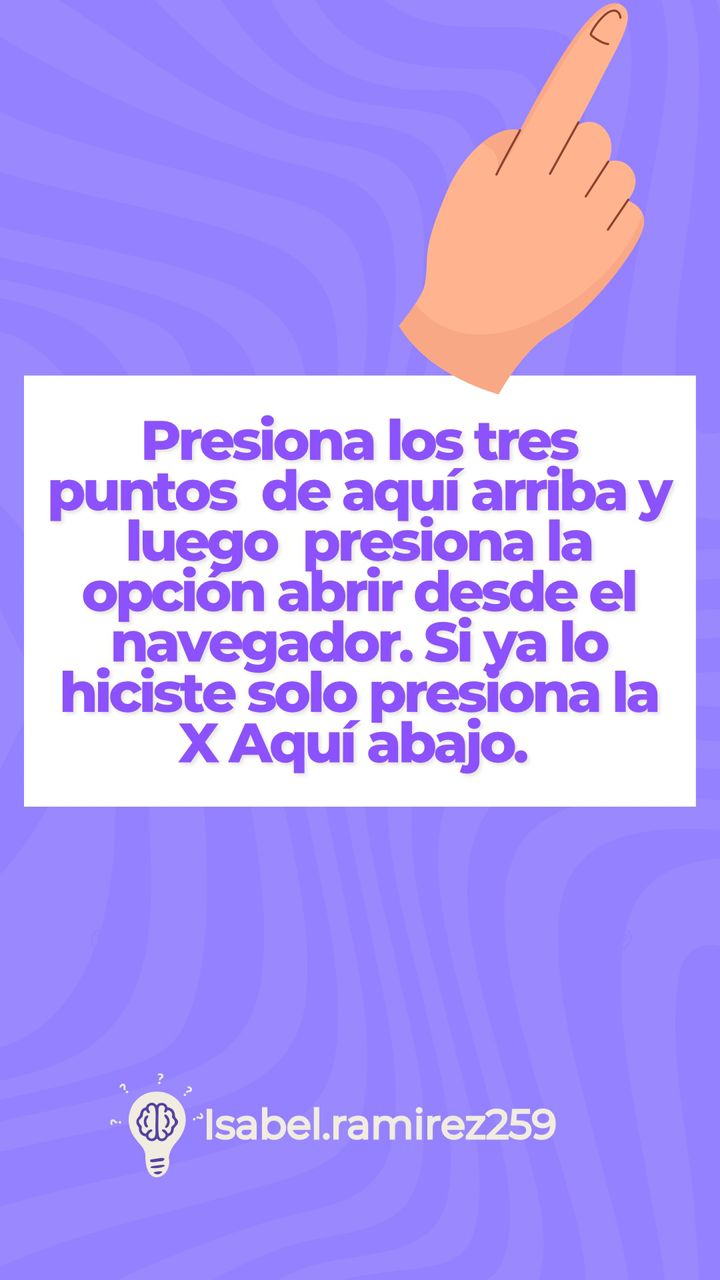 Presiona los tres
puntos de aquí arriba y
luego presiona la
opción abrir desde el
navegador. Si ya lo
hiciste solo presiona la
X Aquí abajo.
? ? ? ? ?
Isabel.ramirez259